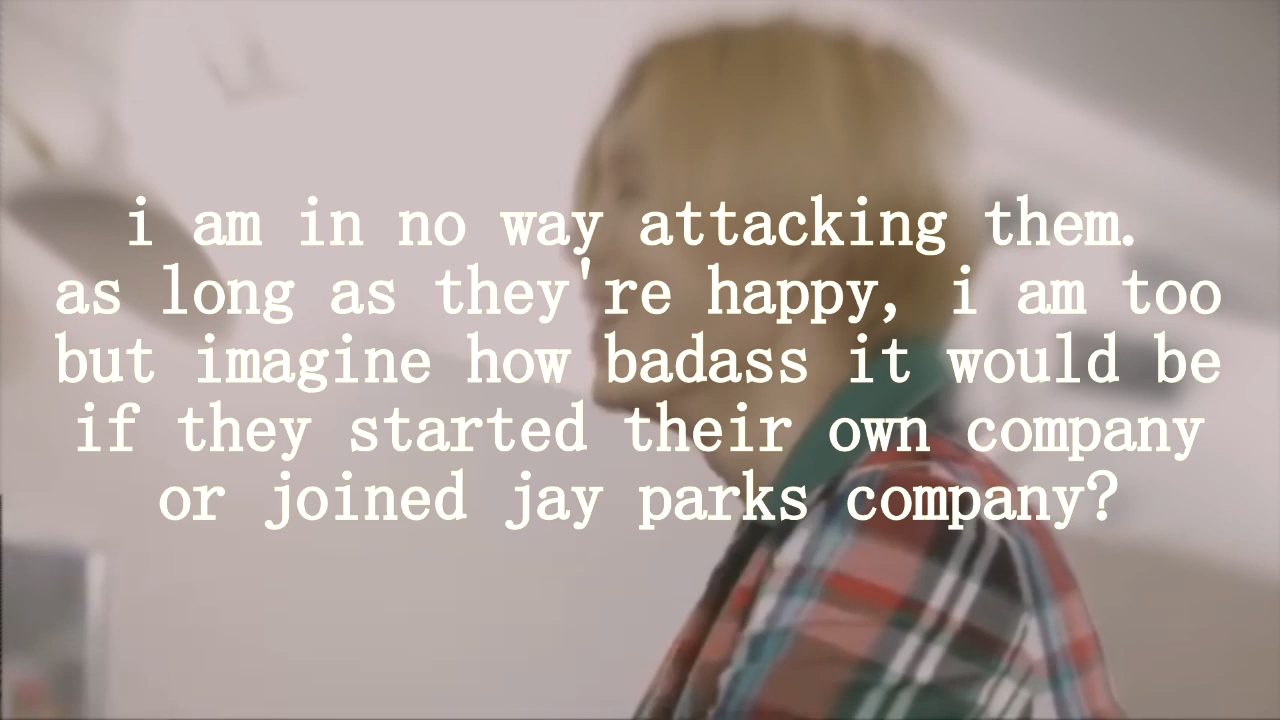 i am in no way attacking them.
as long as they're happy, i am too
but imagine how badass it would be
if they started their own company
or joined jay parks company?